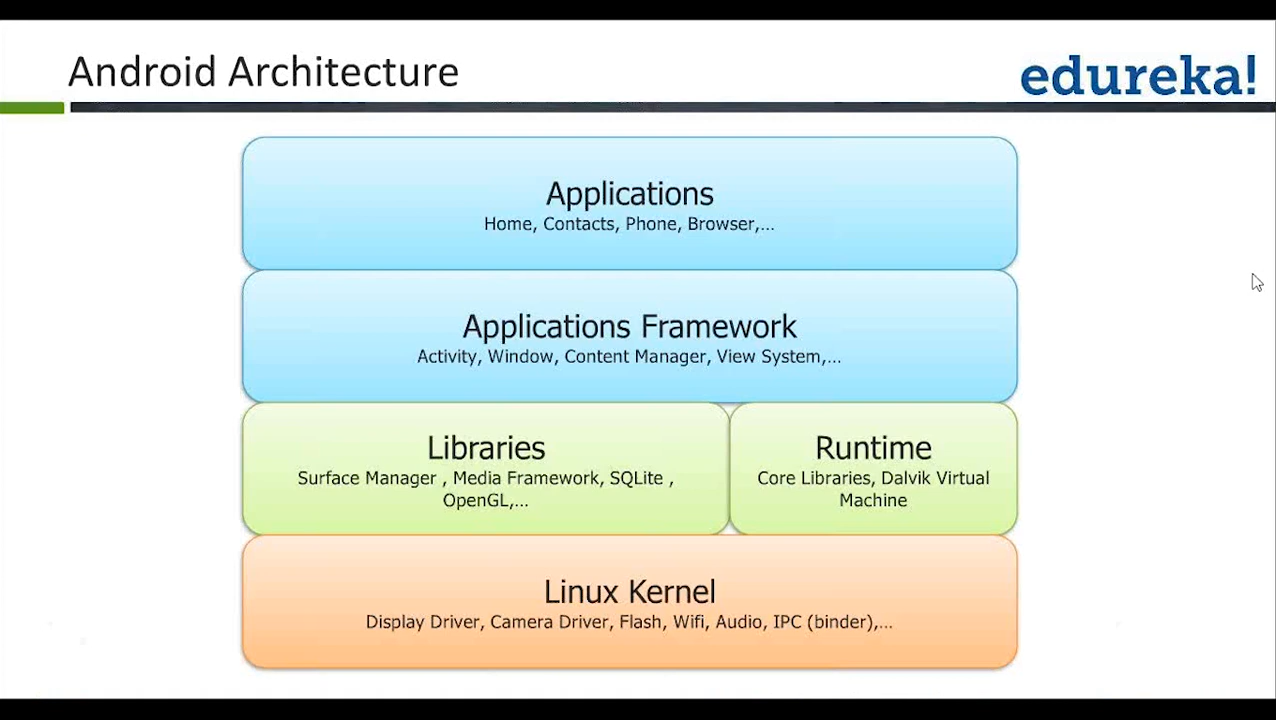 Android Architecture
edureka!
Applications
Home, Contacts, Phone, Browser,...
Applications Framework
Activity, Window, Content Manager, View System,...
Libraries
Surface Manager , Media Framework, SQLite ,
OpenGL,...
Runtime
Core Libraries, Dalvik Virtual
Machine
Linux Kernel
Display Driver, Camera Driver, Flash, Wifi, Audio, IPC (binder),...